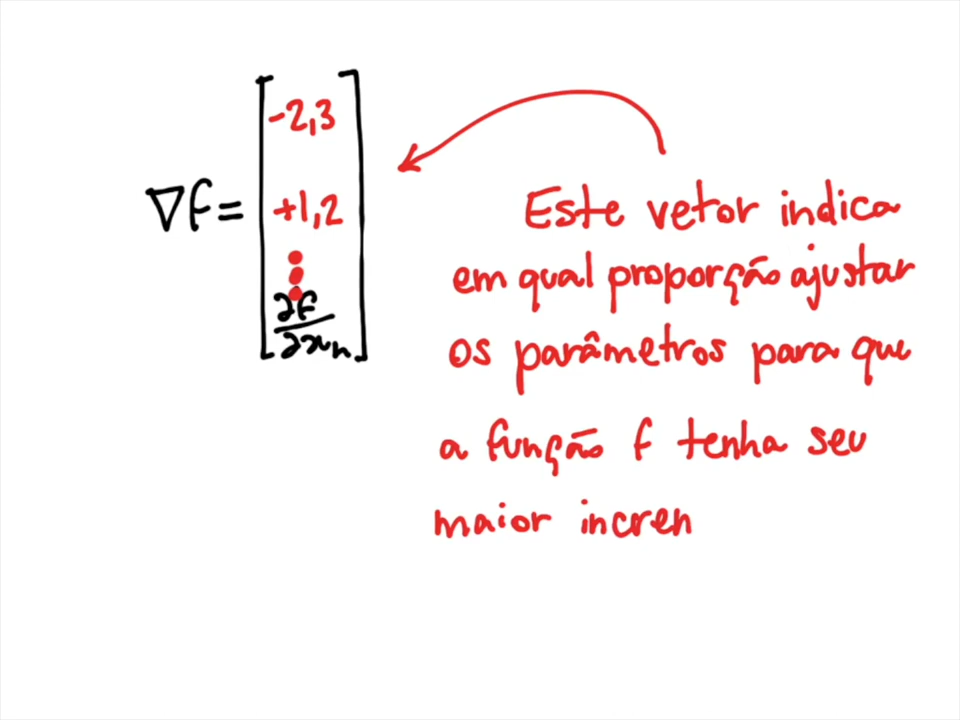 -2,3
∇f= +1,2
⋮
∂f
∂xn
Este vetor indica
em qual proporção ajustar
os parâmetros para que
a função f tenha seu
maior incren